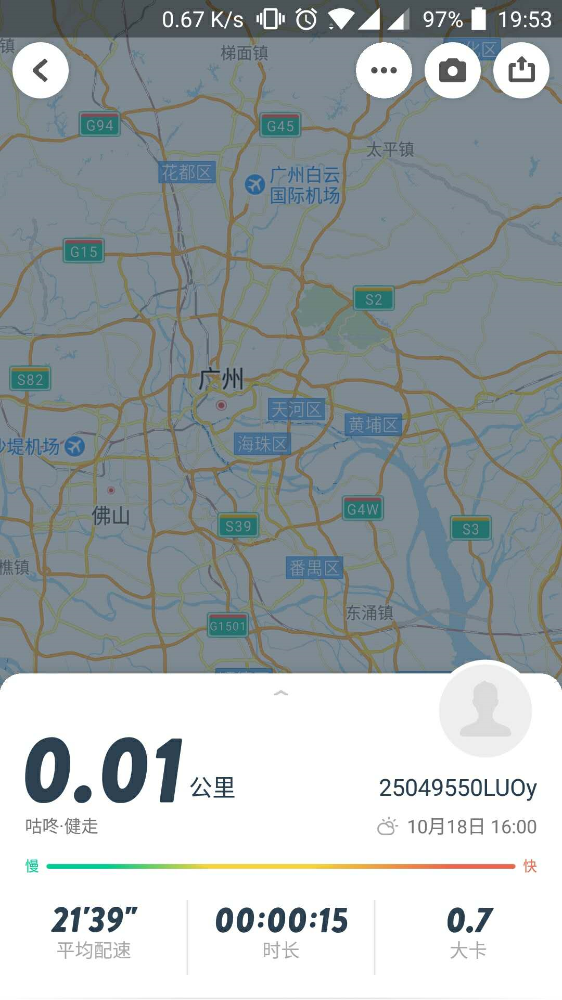 0.67 K/s 97% 19:53
镇
梯面镇
化区
G94
G45
太平镇
花都区
广州白云
国际机场
G15
S2
S82
广州
天河区
黄埔区
海珠区
堤机场
佛山
G4W
S39
S3
樵镇
番禺区
东涌镇
G1501
0.01 公里
25049550LUOy
咕咚·健走
10月18日 16:00
慢
快
21'39"
00:00:15
0.7
平均配速
时长
大卡